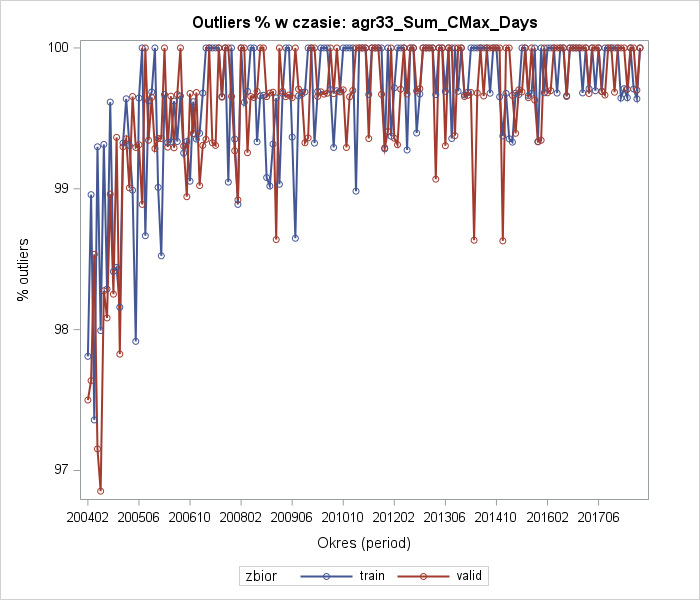 Outliers % w czasie: agr33_Sum_CMax_Days
100
99
98
97
% outliers
200402 200506 200610 200802 200906 201010 201202 201306 201410 201602 201706
Okres (period)
zbior train valid